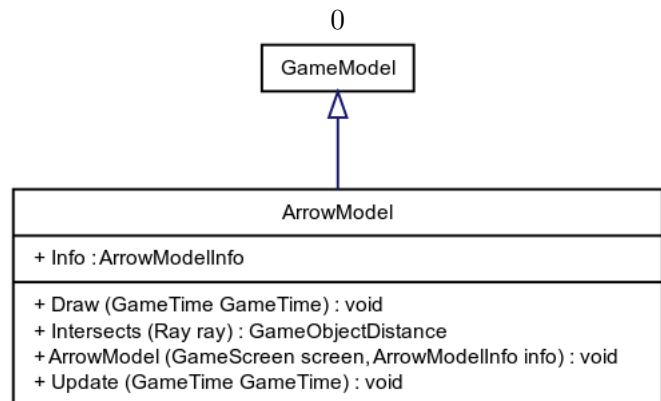 0
GameModel
ArrowModel
+ Info : ArrowModelInfo
+ Draw (GameTime GameTime) : void
+ Intersects (Ray ray) : GameObjectDistance
+ ArrowModel (GameScreen screen, ArrowModelInfo info) : void
+ Update (GameTime GameTime) : void